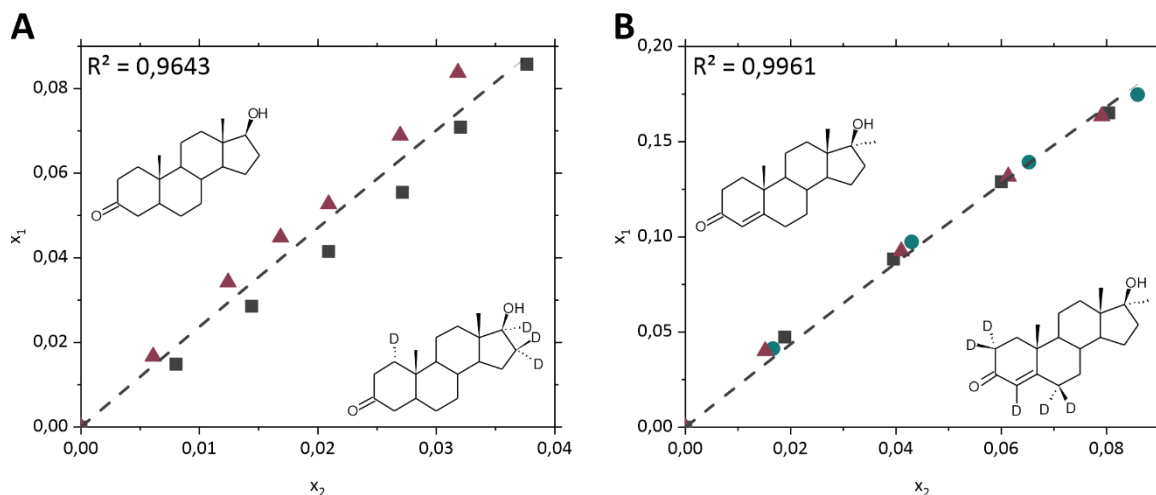 A
R² = 0,9643
0,08
0,06
x₁
0,04
0,02
0,00
0,00
0,01
0,02
0,03
0,04
x₂
OH
O
OH
D
D
D
D
O
B
R² = 0,9961
0,20
0,15
x₁
0,10
0,05
0,00
0,00
0,02
0,04
0,06
0,08
x₂
OH
O
OH
D
D
O
D
D
D